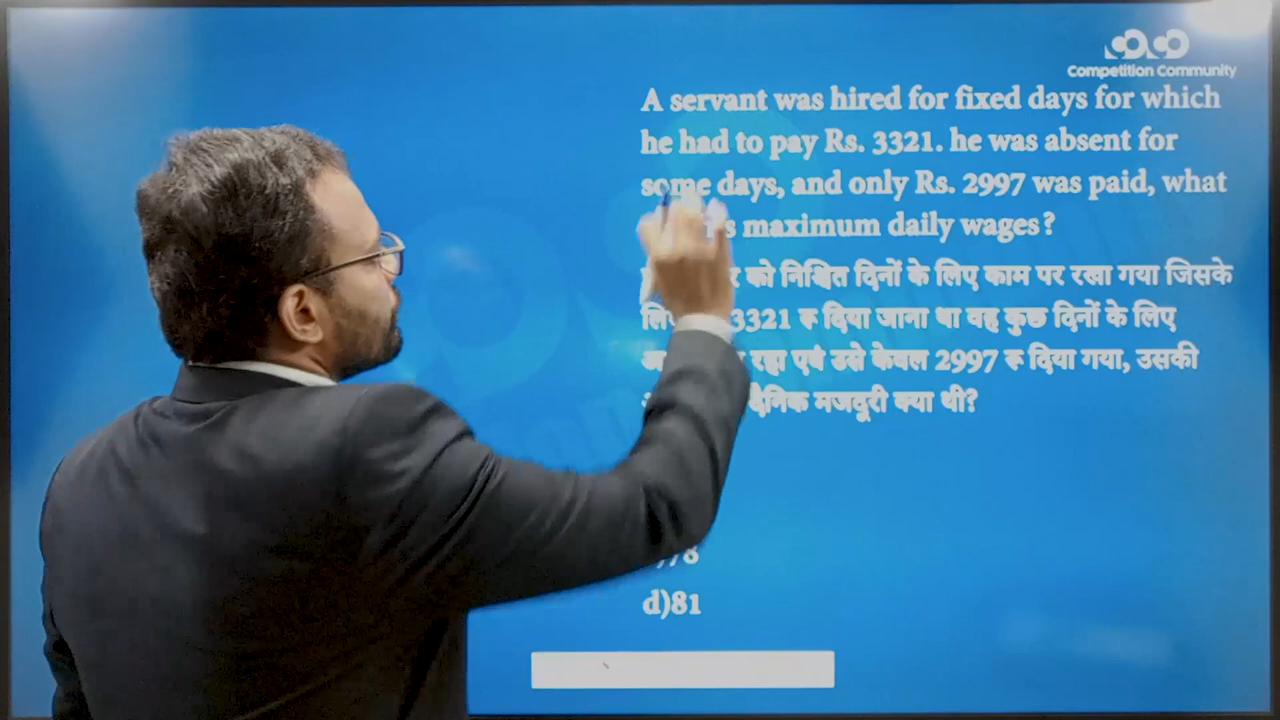 Competition Community
A servant was hired for fixed days for which
he had to pay Rs. 3321. he was absent for
some days, and only Rs. 2997 was paid, what
maximum daily wages?
को निश्चित दिनों के लिए काम पर रखा गया जिसके
3321 रू दिया जाना था वह कुछ दिनों के लिए
रहा एवं उसे केवल 2997 रू दिया गया, उसकी
दैनिक मजदूरी क्या थी?
d)81